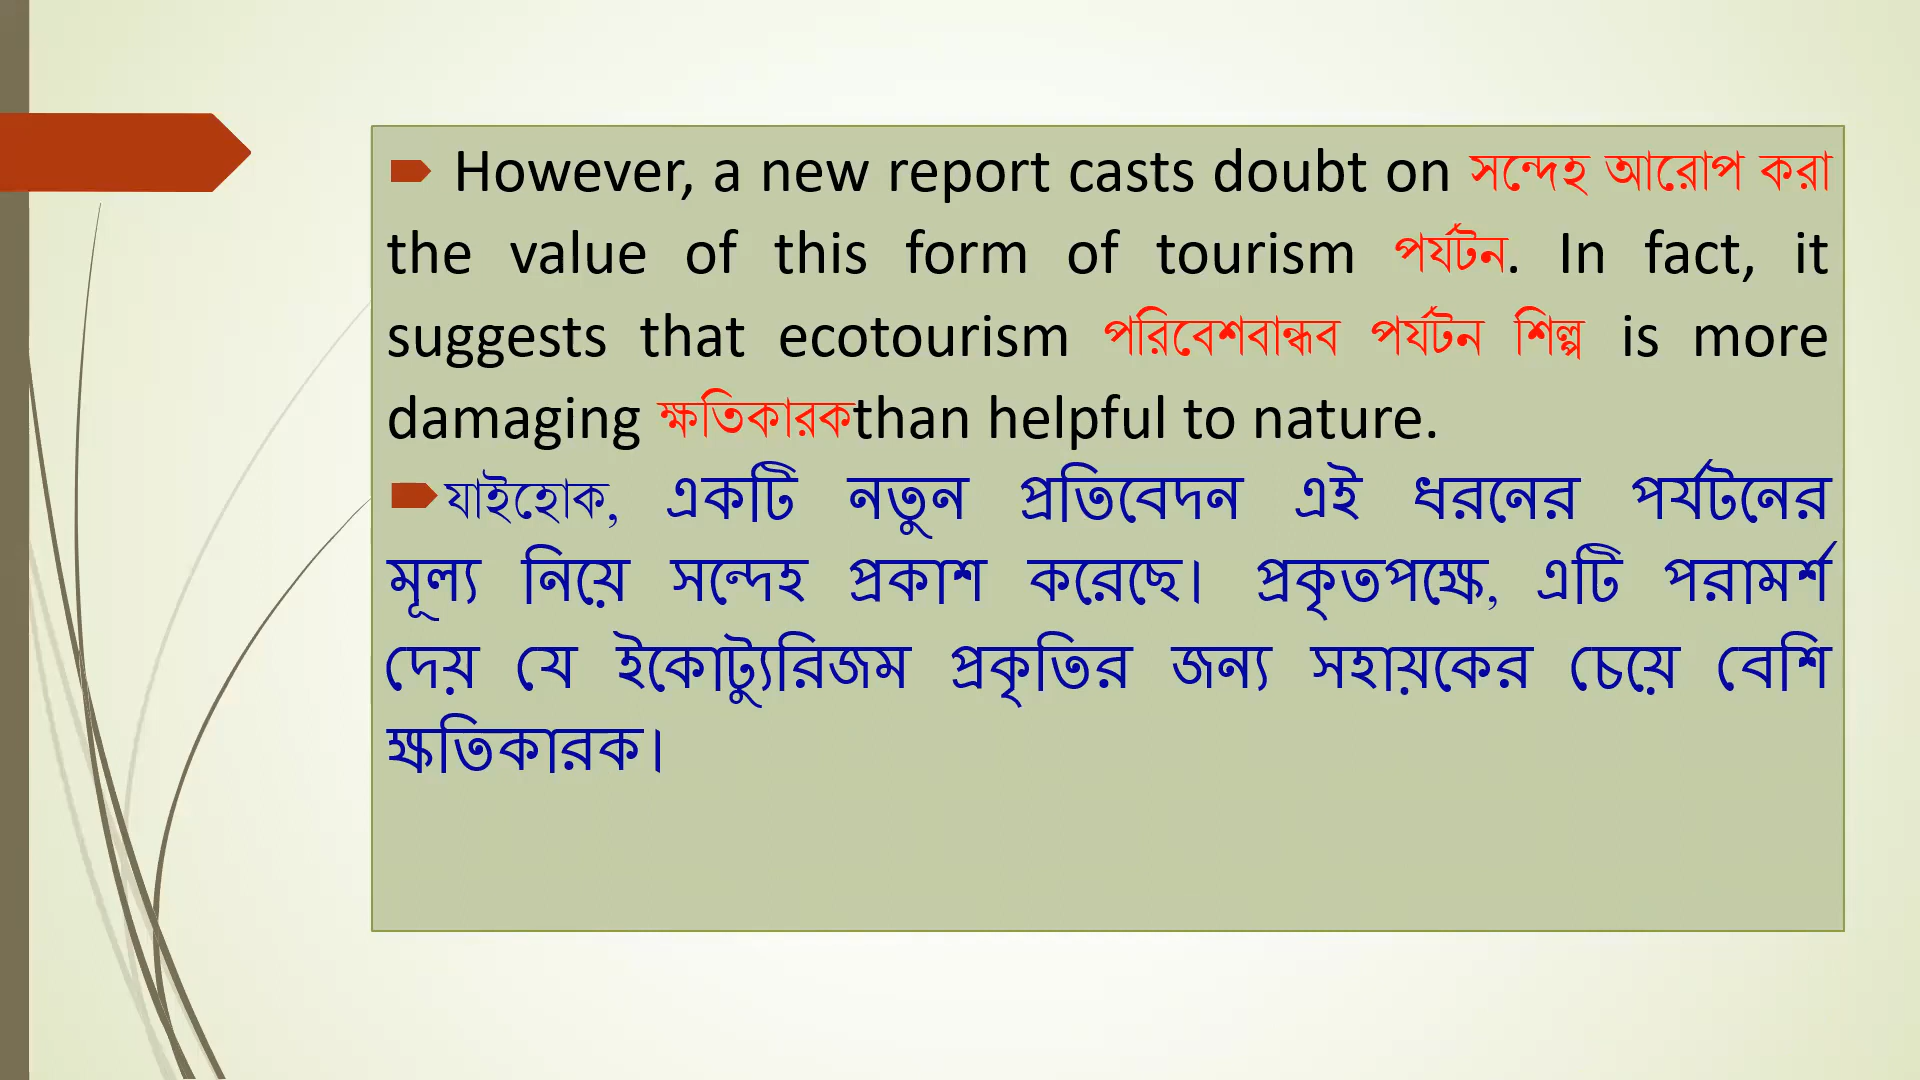 However, a new report casts doubt on সন্দেহ আরোপ করা
the value of this form of tourism পর্যটন. In fact, it
suggests that ecotourism পরিবেশবান্ধব পর্যটন শিল্প is more
damaging ক্ষতিকারকthan helpful to nature.
যাইহোক, একটি নতুন প্রতিবেদন এই ধরনের পর্যটনের
মূল্য নিয়ে সন্দেহ প্রকাশ করেছে। প্রকৃতপক্ষে, এটি পরামর্শ
দেয় যে ইকোট্যুরিজম প্রকৃতির জন্য সহায়কের চেয়ে বেশি
ক্ষতিকারক।